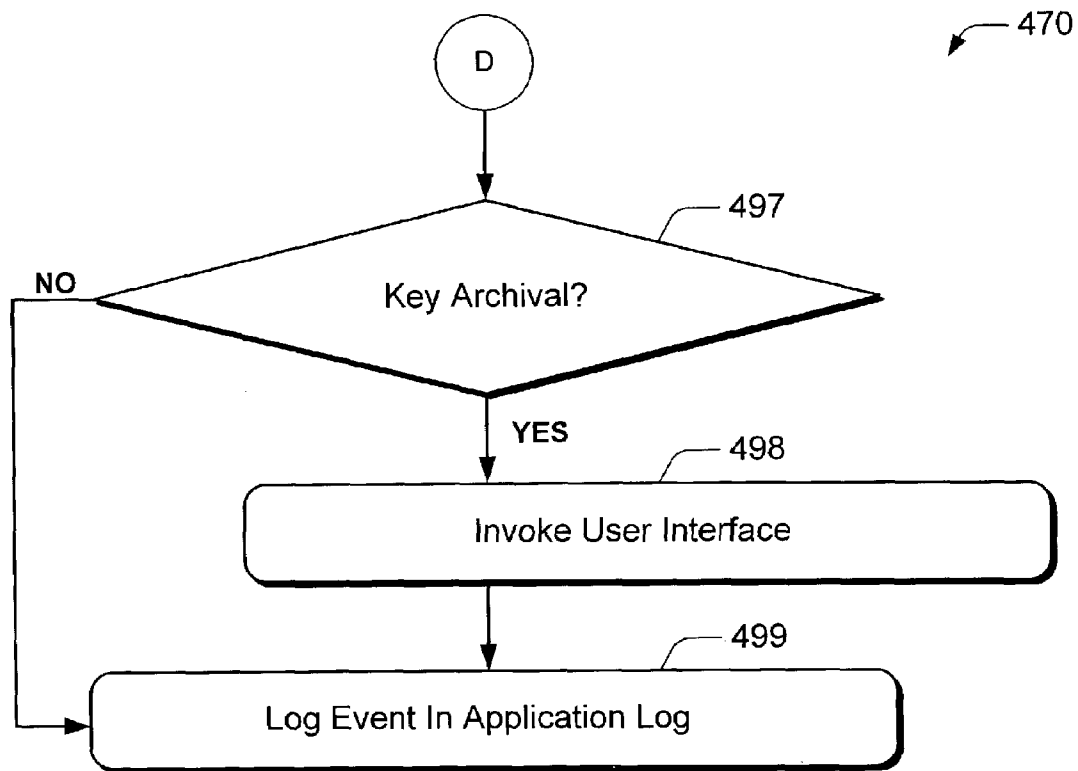 470
D
497
NO
Key Archival?
YES
498
Invoke User Interface
499
Log Event In Application Log